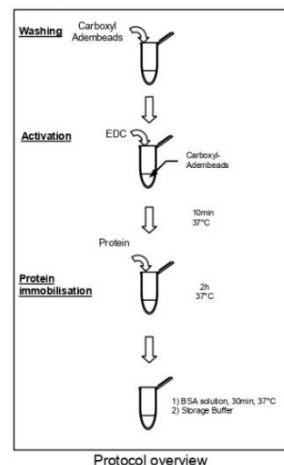 Washing
Carboxyl
Adembeads
Activation
EDC
Carboxyl-
Adembeads
10min
37°C
Protein
Protein
immobilisation
2h
37°C
1) BSA solution, 30min, 37°C
2) Storage Buffer
Protocol overview